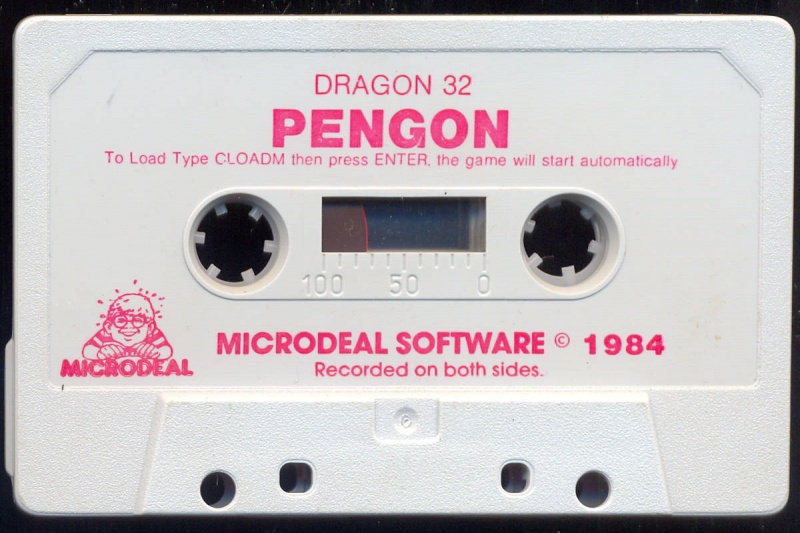 DRAGON 32
PENGON
To Load Type CLOADM then press ENTER, the game will start automatically
100 50 0
MICRODEAL
MICRODEAL SOFTWARE © 1984
Recorded on both sides.